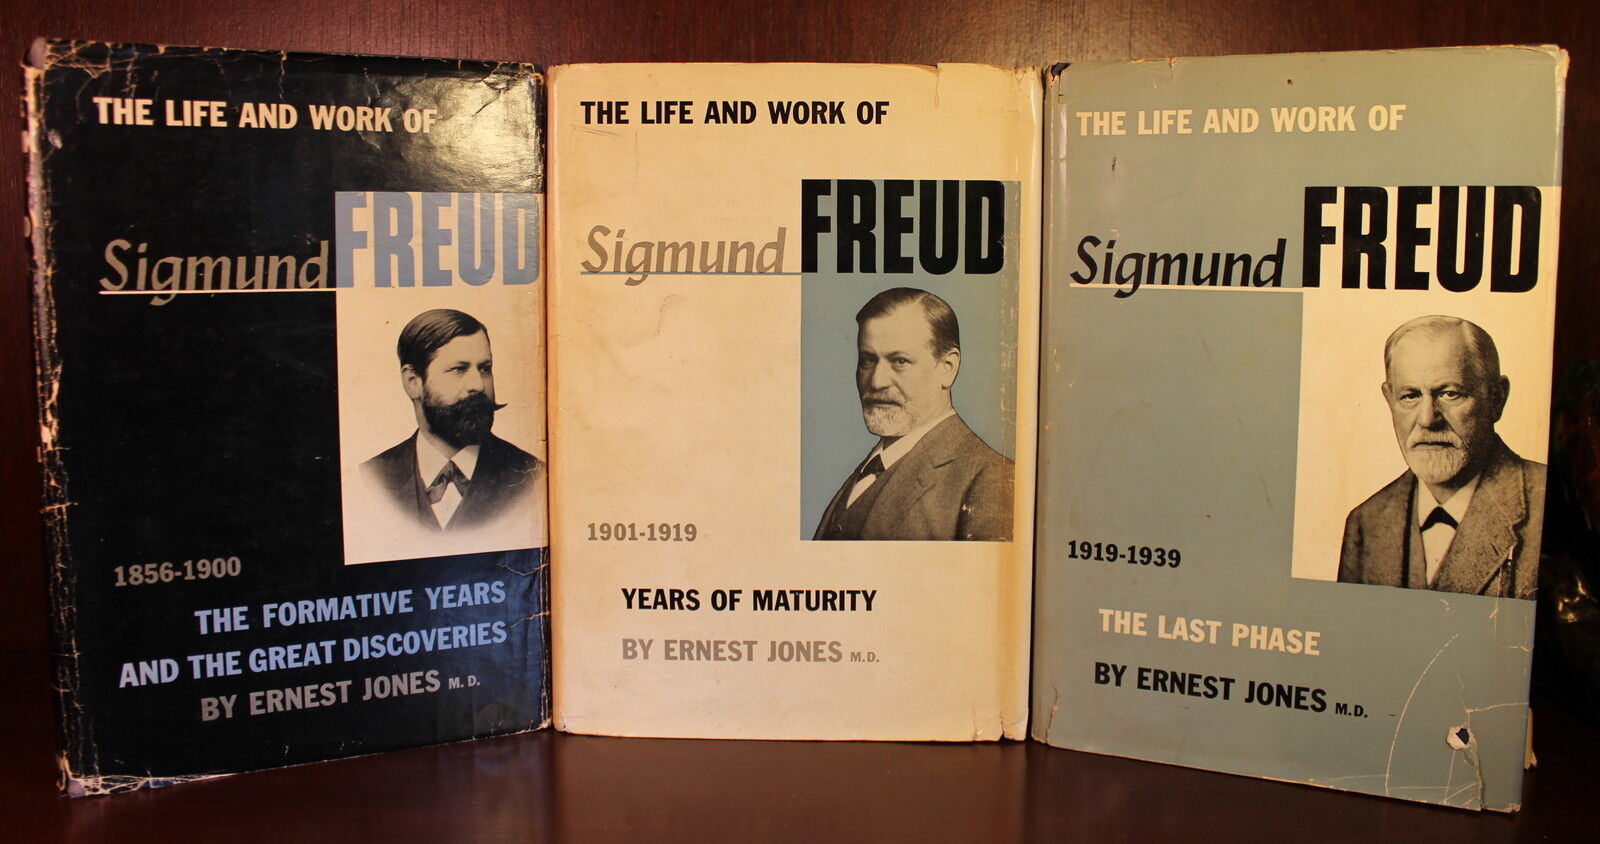 THE LIFE AND WORK OF
Sigmund FREUD
1856-1900
THE FORMATIVE YEARS
AND THE GREAT DISCOVERIES
BY ERNEST JONES M.D.
THE LIFE AND WORK OF
Sigmund FREUD
1901-1919
YEARS OF MATURITY
BY ERNEST JONES M.D.
THE LIFE AND WORK OF
Sigmund FREUD
1919-1939
THE LAST PHASE
BY ERNEST JONES M.D.